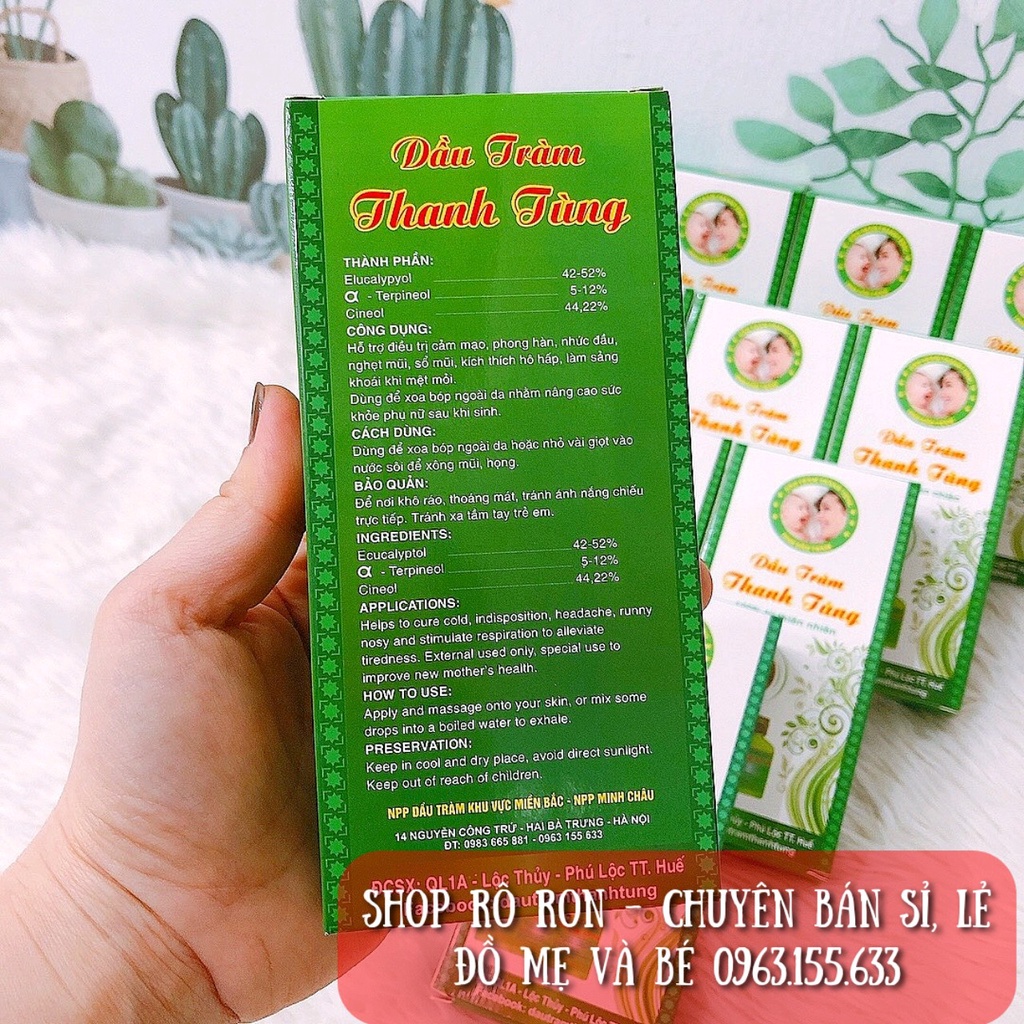 Dầu Tràm
Thanh Tùng
THÀNH PHẦN:
Elucalypyol 42-52%
α - Terpineol 5-12%
Cineol 44,22%
CÔNG DỤNG:
Hỗ trợ điều trị cảm mạo, phong hàn, nhức đầu,
nghẹt mũi, sổ mũi, kích thích hô hấp, làm sảng
khoái khi mệt mỏi.
Dùng để xoa bóp ngoài da nhằm nâng cao sức
khỏe phụ nữ sau khi sinh.
CÁCH DÙNG:
Dùng để xoa bóp ngoài da hoặc nhỏ vài giọt vào
nước sôi để xông mũi, họng.
BẢO QUẢN:
Để nơi khô ráo, thoáng mát, tránh ánh nắng chiếu
trực tiếp. Tránh xa tầm tay trẻ em.
INGREDIENTS:
Ecucalyptol 42-52%
α - Terpineol 5-12%
Cineol 44,22%
APPLICATIONS:
Helps to cure cold, indisposition, headache, runny
nosy and stimulate respiration to alleviate
tiredness. External used only, special use to
improve new mother's health.
HOW TO USE:
Apply and massage onto your skin, or mix some
drops into a boiled water to exhale.
PRESERVATION:
Keep in cool and dry place, avoid direct sunlight.
Keep out of reach of children.
NPP DẦU TRÀM KHU VỰC MIỀN BẮC - NPP MINH CHÂU
14 NGUYỄN CÔNG TRỨ - HAI BÀ TRƯNG - HÀ NỘI
ĐT: 0983 665 881 - 0963 155 633
ĐCSX: QL1A - Lộc Thủy - Phú Lộc TT. Huế
SHOP RÔ RON - CHUYÊN BÁN SỈ, LẺ
ĐỒ MẸ VÀ BÉ 0963.155.633
Dầu Tràm
Dầu Tràm
Dầu Tràm
Thanh Tùng
Dầu Tràm
Thanh Tùng
Dầu Tràm
Thanh Tùng